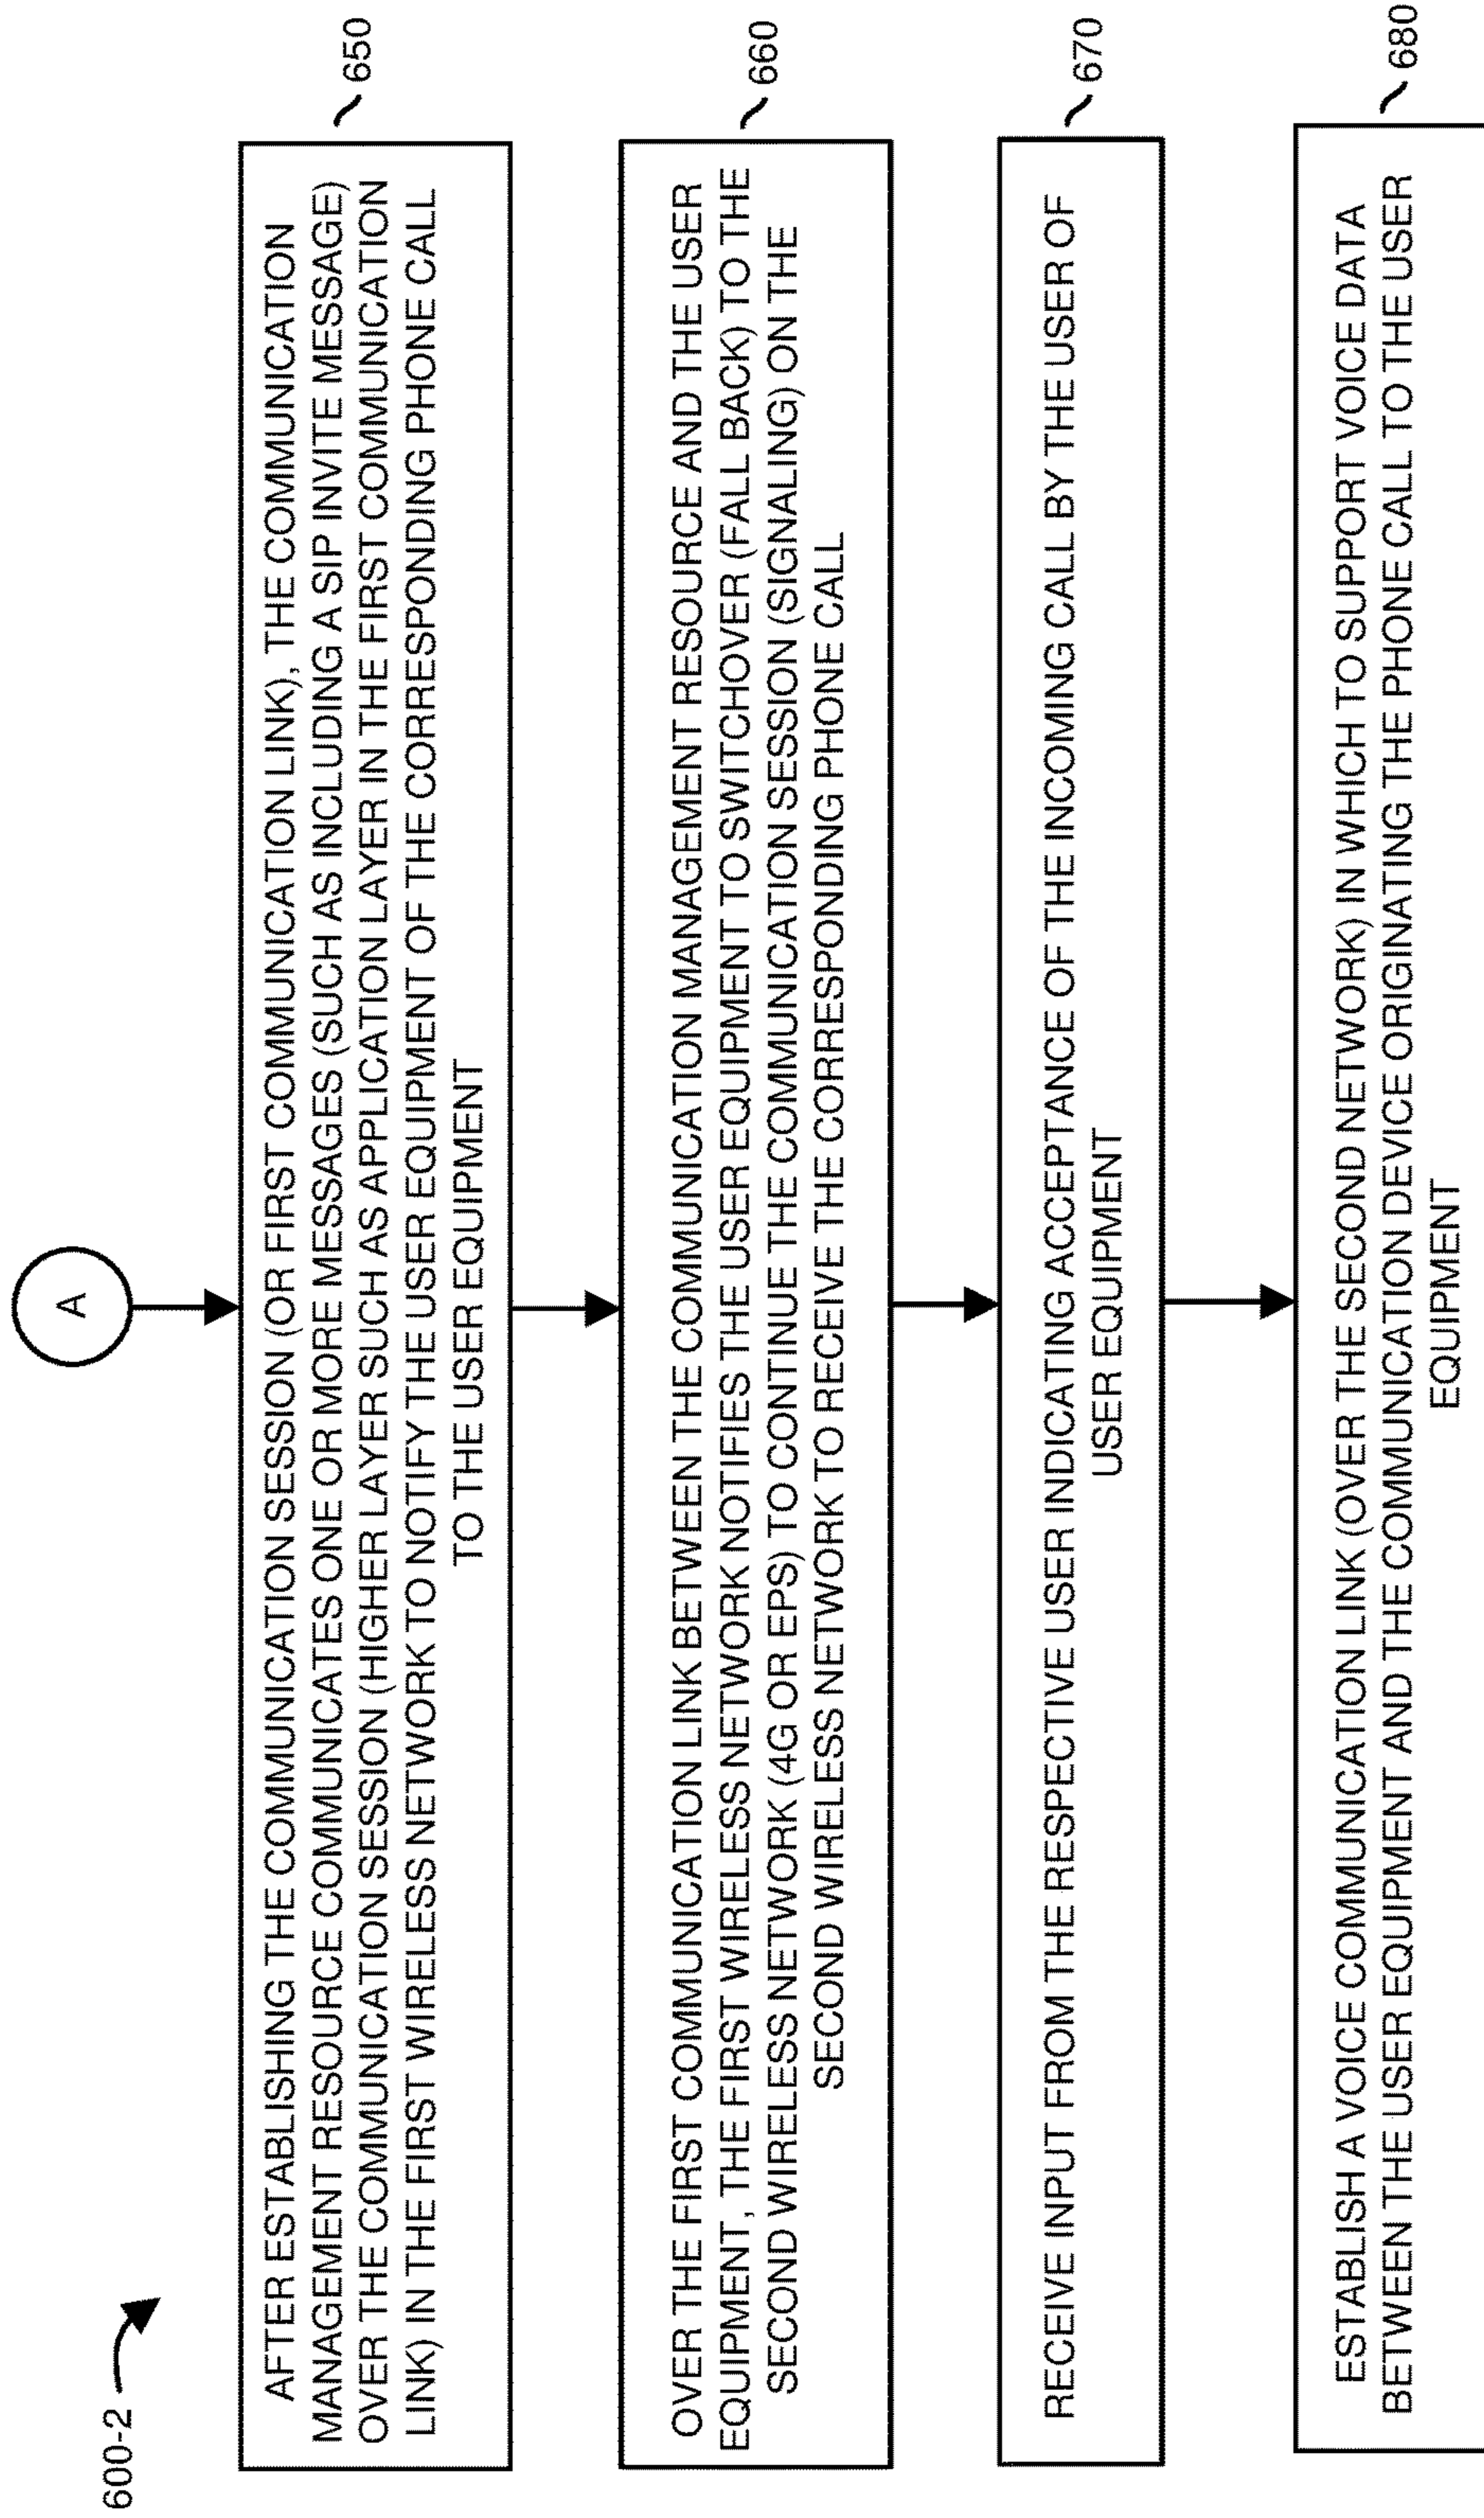 600-2
A
AFTER ESTABLISHING THE COMMUNICATION SESSION (OR FIRST COMMUNICATION LINK), THE COMMUNICATION
MANAGEMENT RESOURCE COMMUNICATES ONE OR MORE MESSAGES (SUCH AS INCLUDING A SIP INVITE MESSAGE)
OVER THE COMMUNICATION SESSION (HIGHER LAYER SUCH AS APPLICATION LAYER IN THE FIRST COMMUNICATION
LINK) IN THE FIRST WIRELESS NETWORK TO NOTIFY THE USER EQUIPMENT OF THE CORRESPONDING PHONE CALL
TO THE USER EQUIPMENT
650
OVER THE FIRST COMMUNICATION LINK BETWEEN THE COMMUNICATION MANAGEMENT RESOURCE AND THE USER
EQUIPMENT, THE FIRST WIRELESS NETWORK NOTIFIES THE USER EQUIPMENT TO SWITCHOVER (FALL BACK) TO THE
SECOND WIRELESS NETWORK (4G OR EPS) TO CONTINUE THE COMMUNICATION SESSION (SIGNALING) ON THE
SECOND WIRELESS NETWORK TO RECEIVE THE CORRESPONDING PHONE CALL
660
RECEIVE INPUT FROM THE RESPECTIVE USER INDICATING ACCEPTANCE OF THE INCOMING CALL BY THE USER OF
USER EQUIPMENT
670
ESTABLISH A VOICE COMMUNICATION LINK (OVER THE SECOND NETWORK) IN WHICH TO SUPPORT VOICE DATA
BETWEEN THE USER EQUIPMENT AND THE COMMUNICATION DEVICE ORIGINATING THE PHONE CALL TO THE USER
EQUIPMENT
680